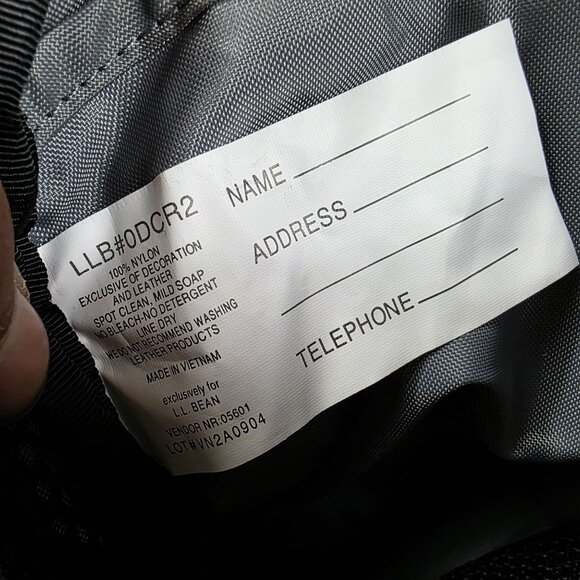 LLB#0DCR2
100% NYLON
EXCLUSIVE OF DECORATION
AND LEATHER
SPOT CLEAN, MILD SOAP
NO BLEACH-NO DETERGENT
LINE DRY
WE DO NOT RECOMMEND WASHING
LEATHER PRODUCTS
MADE IN VIETNAM
exclusively for
L.L. BEAN
VENDOR NR:05601
LOT#VN2A0904
NAME
ADDRESS
TELEPHONE